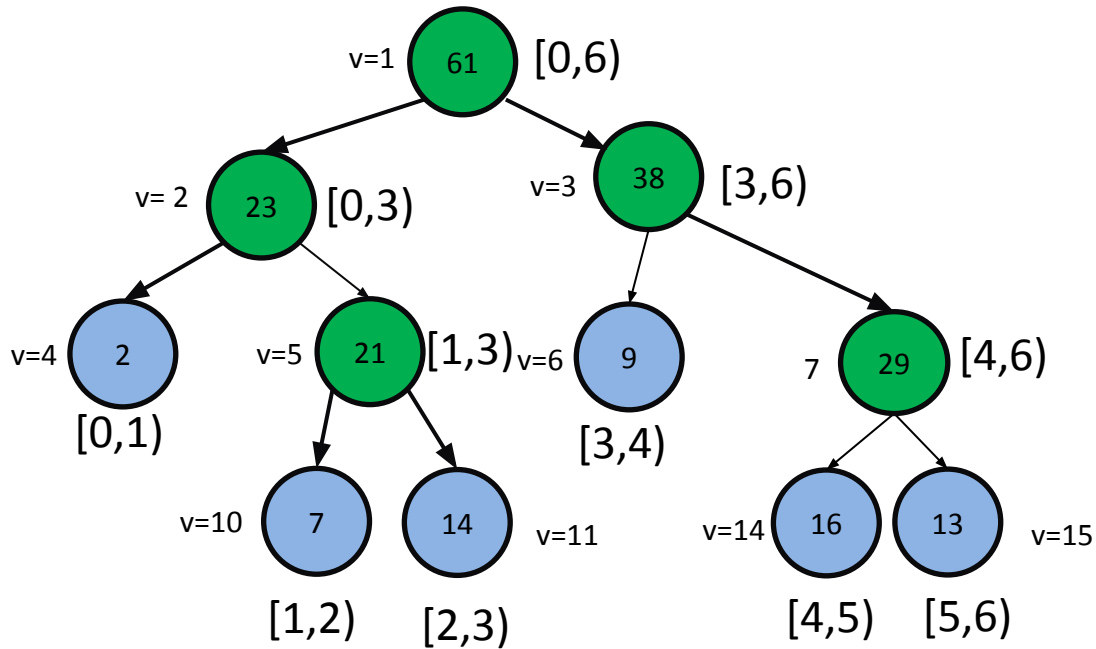 v=1 61 [0,6)
v= 2 23 [0,3)
v=3 38 [3,6)
v=4 2
[0,1)
v=5 21 [1,3)
v=6 9
[3,4)
7 29 [4,6)
v=10 7
[1,2)
14 v=11
[2,3)
v=14 16
[4,5)
13 v=15
[5,6)